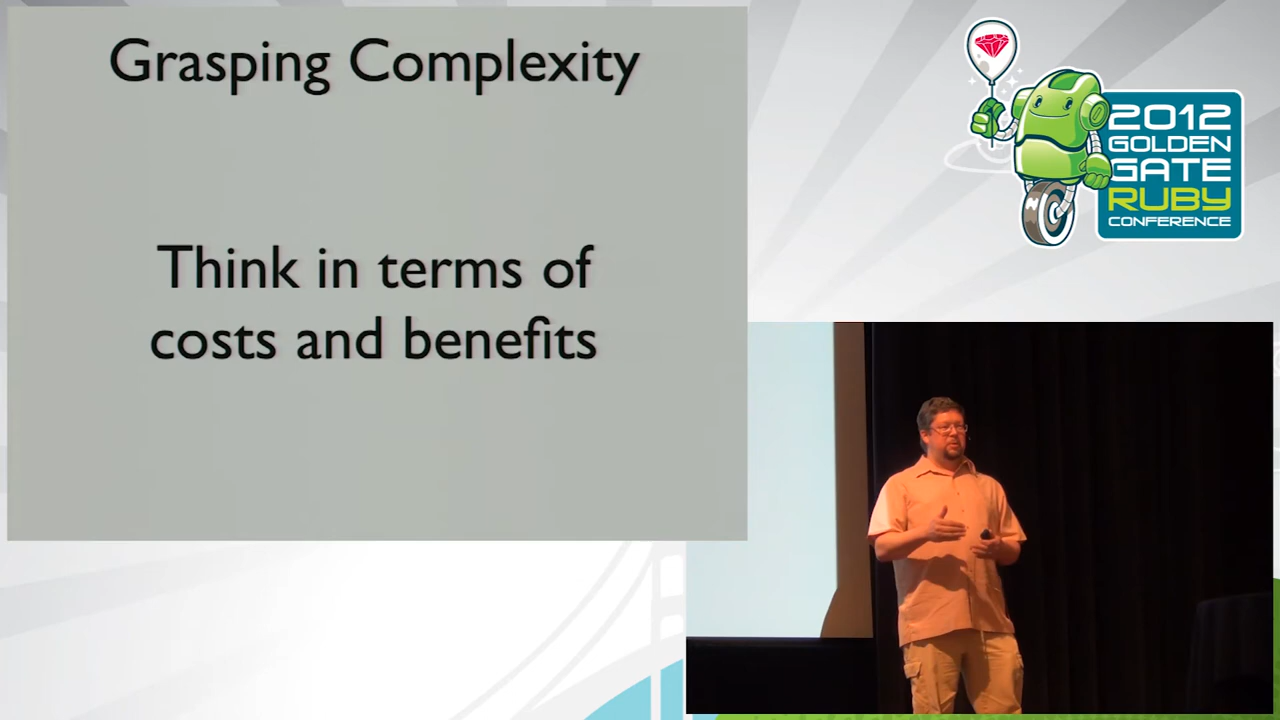 Grasping Complexity
Think in terms of
costs and benefits
2012
GOLDEN
GATE
RUBY
CONFERENCE